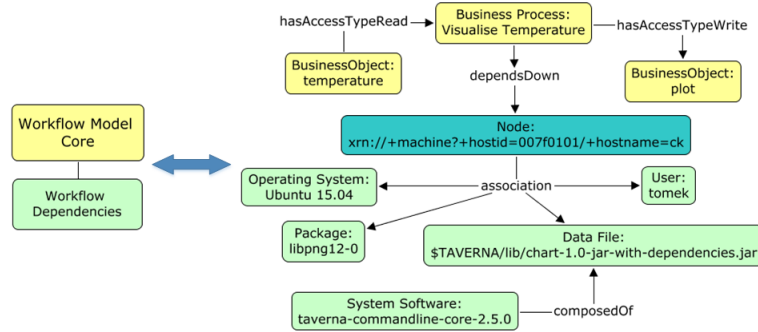 hasAccessTypeRead
Business Process:
Visualise Temperature
hasAccessTypeWrite
BusinessObject:
temperature
dependsDown
BusinessObject:
plot
Workflow Model
Core
Workflow
Dependencies
Node:
xrn://+machine?+hostid=007f0101/+hostname=ck
Operating System:
Ubuntu 15.04
association
User:
tomek
Package:
libpng12-0
Data File:
$TAVERNA/lib/chart-1.0-jar-with-dependencies.jar
System Software:
taverna-commandline-core-2.5.0
composedOf